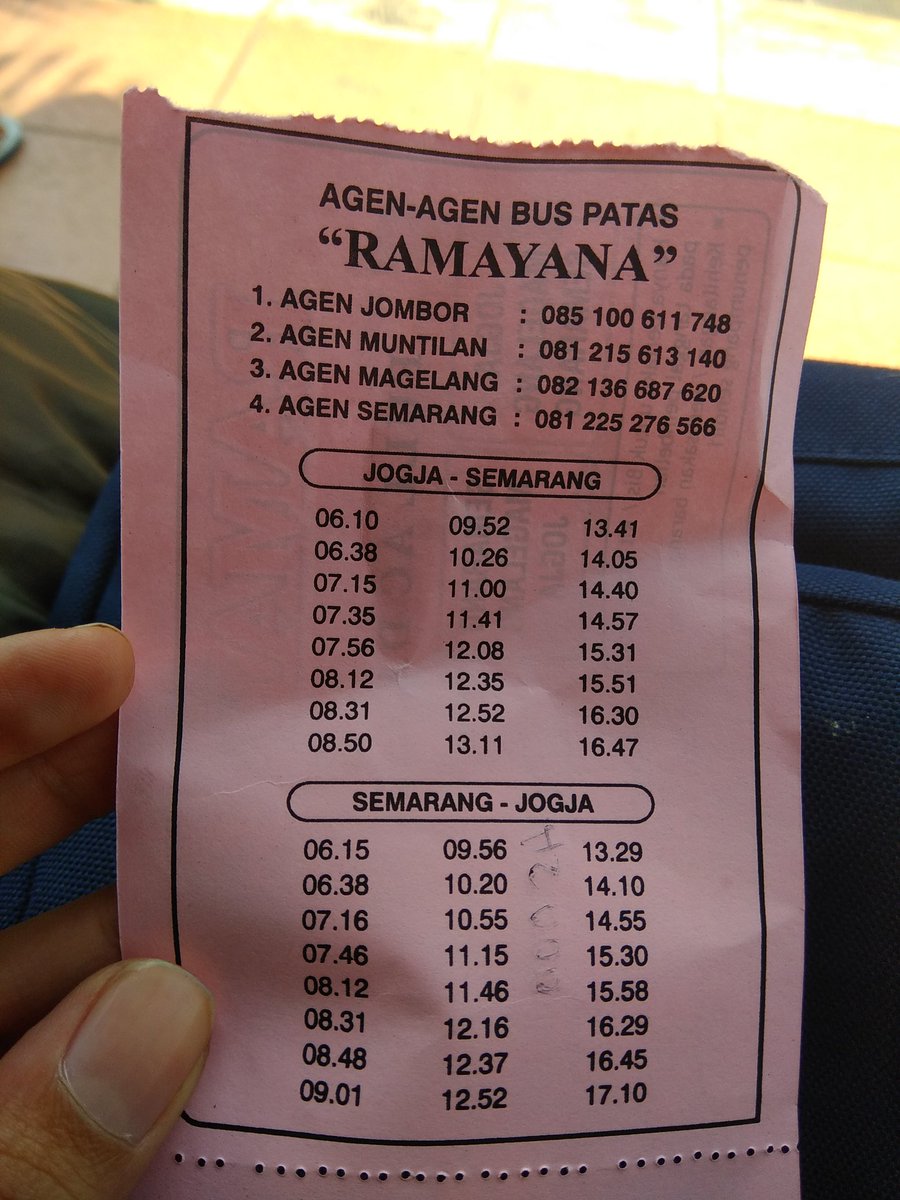 AGEN-AGEN BUS PATAS
“RAMAYANA”
1. AGEN JOMBOR : 085 100 611 748
2. AGEN MUNTILAN : 081 215 613 140
3. AGEN MAGELANG : 082 136 687 620
4. AGEN SEMARANG : 081 225 276 566
JOGJA - SEMARANG
06.10 09.52 13.41
06.38 10.26 14.05
07.15 11.00 14.40
07.35 11.41 14.57
07.56 12.08 15.31
08.12 12.35 15.51
08.31 12.52 16.30
08.50 13.11 16.47
SEMARANG - JOGJA
06.15 09.56 13.29
06.38 10.20 14.10
07.16 10.55 14.55
07.46 11.15 15.30
08.12 11.46 15.58
08.31 12.16 16.29
08.48 12.37 16.45
09.01 12.52 17.10